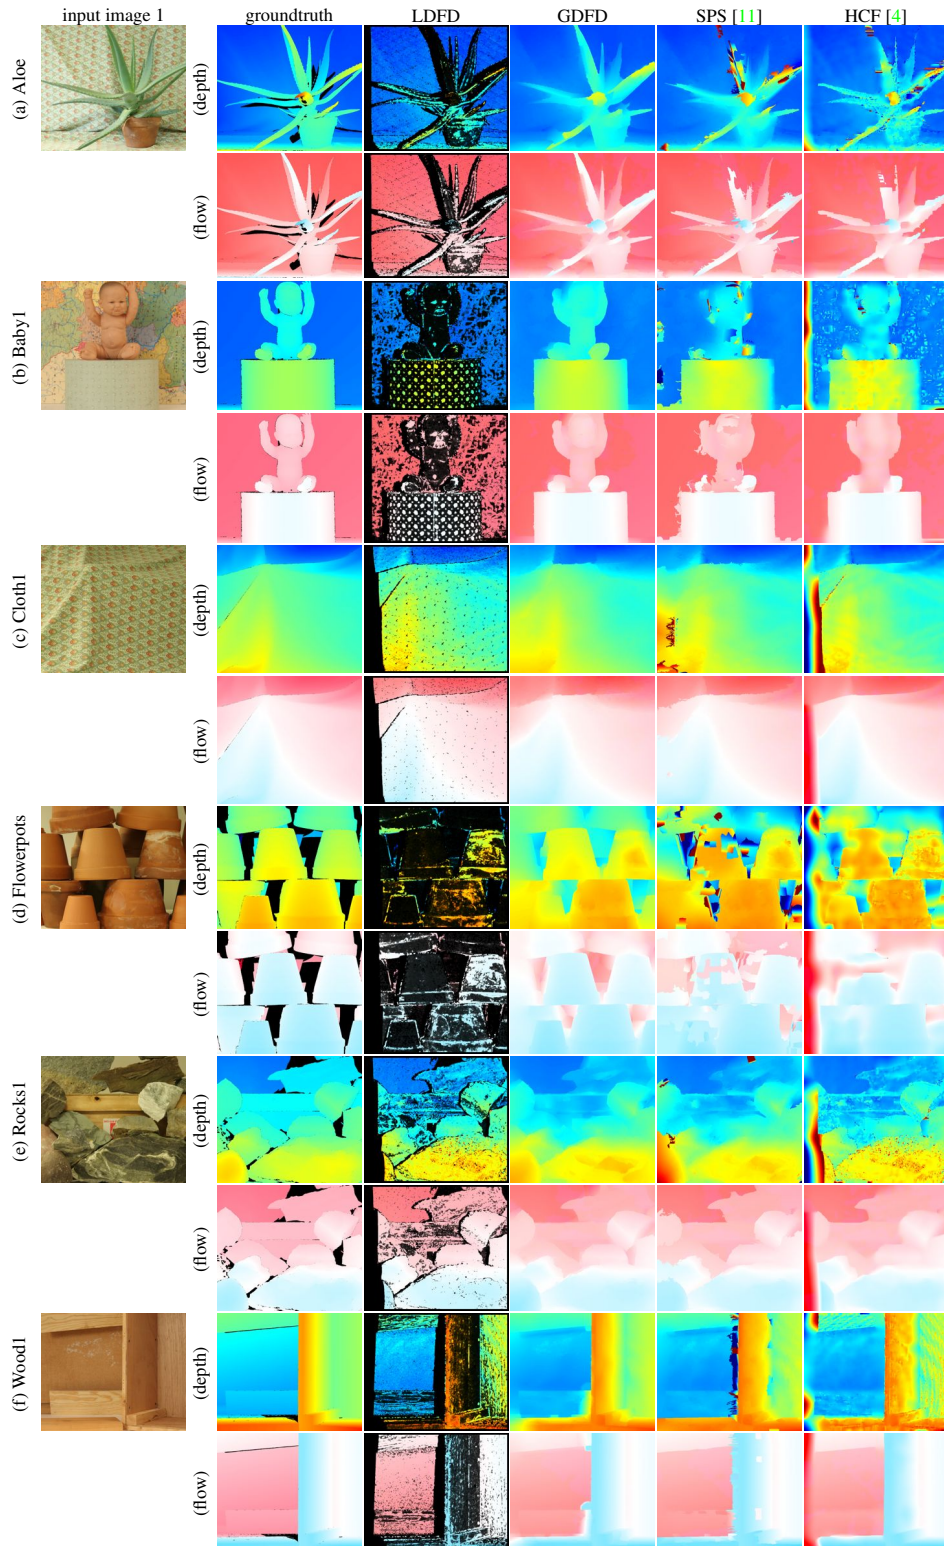 input image 1 groundtruth LDFD GDFD SPS [11] HCF [4]
(a) Aloe
(depth)
(flow)
(b) Baby1
(depth)
(flow)
(c) Cloth1
(depth)
(flow)
(d) Flowerpots
(depth)
(flow)
(e) Rocks1
(depth)
(flow)
(f) Wood1
(depth)
(flow)